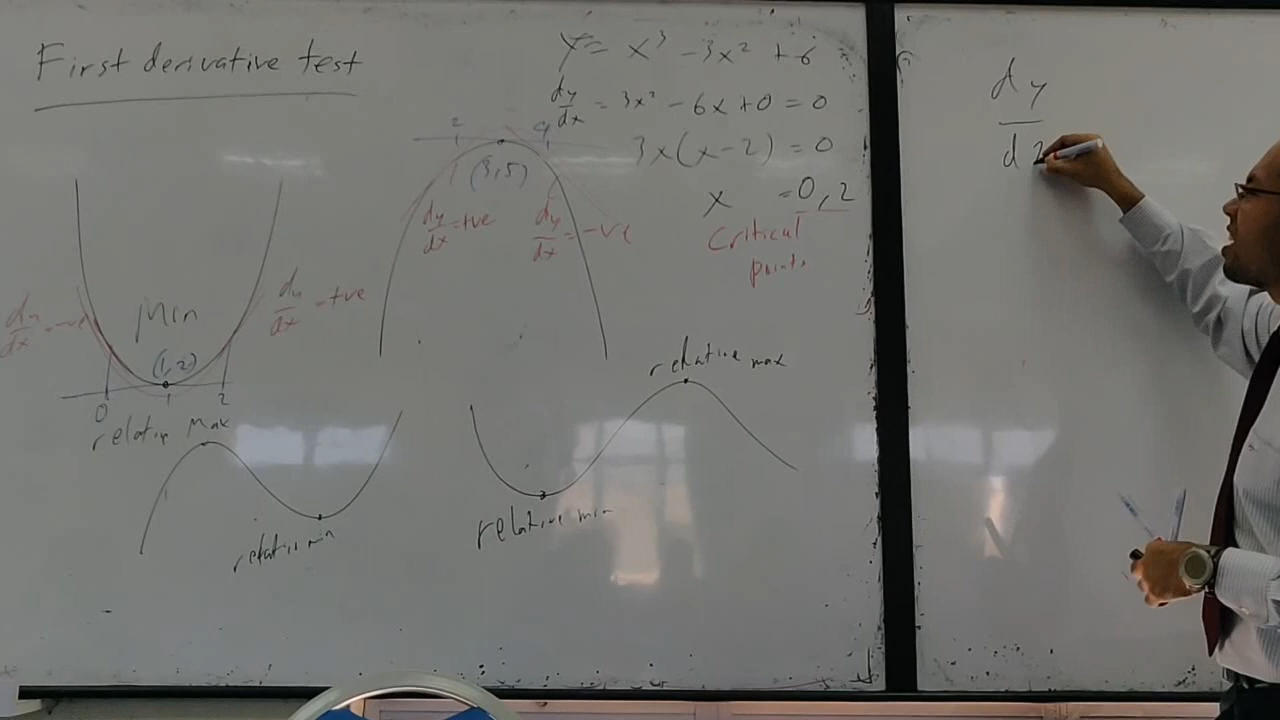 First derivative test
y = x³ - 3x² + 6
dy/dx = 3x² - 6x + 0 = 0
3x(x - 2) = 0
x = 0, 2
critical
points
2 4
(3,5)
dy/dx = +ve
dy/dx = -ve
dy/dx = -ve
Min
dy/dx = +ve
(1,2)
0 1 2
relative Max
relative min
relative min
relative max
dy
d